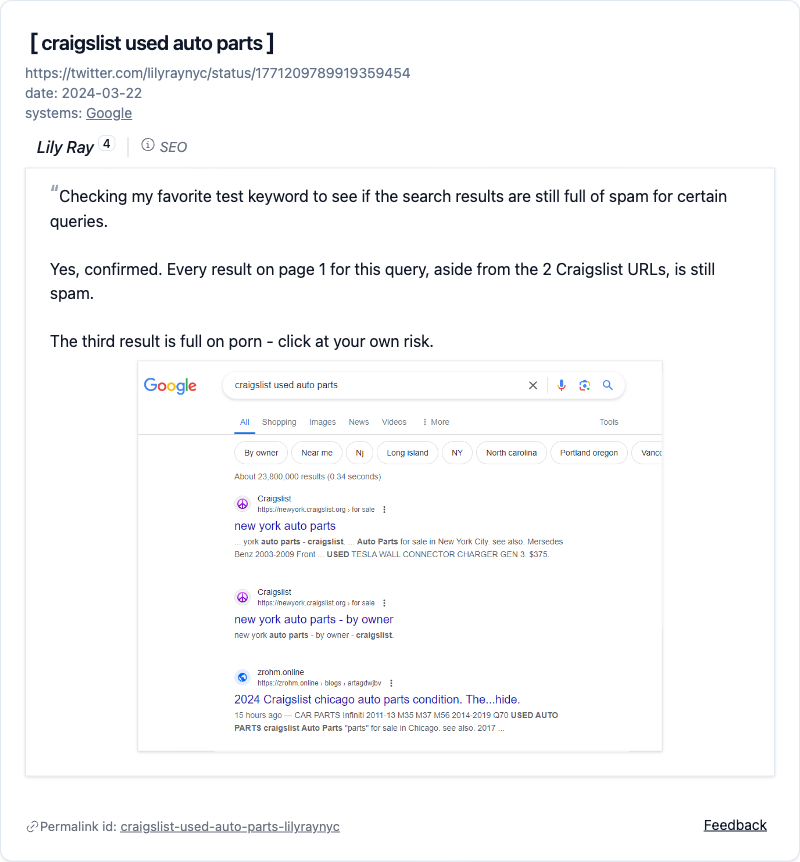 [ craigslist used auto parts ]
https://twitter.com/lilyraynyc/status/1771209789919359454
date: 2024-03-22
systems: Google
Lily Ray 4 SEO
“Checking my favorite test keyword to see if the search results are still full of spam for certain
queries.
Yes, confirmed. Every result on page 1 for this query, aside from the 2 Craigslist URLs, is still
spam.
The third result is full on porn - click at your own risk.
Google craigslist used auto parts
All Shopping Images News Videos More Tools
By owner Near me Nj Long island NY North carolina Portland oregon Vanco
About 23,800,000 results (0.34 seconds)
Craigslist
https://newyork.craigslist.org › for sale
new york auto parts
... york auto parts - craigslist. ... Auto Parts for sale in New York City. see also. Mersedes
Benz 2003-2009 Front ... USED TESLA WALL CONNECTOR CHARGER GEN 3. $375.
Craigslist
https://newyork.craigslist.org › for sale
new york auto parts - by owner
new york auto parts - by owner - craigslist.
zrohm.online
https://zrohm.online › blogs › artagdwjbv
2024 Craigslist chicago auto parts condition. The...hide.
15 hours ago — CAR PARTS Infiniti 2011-13 M35 M37 M56 2014-2019 Q70 USED AUTO
PARTS craigslist Auto Parts "parts" for sale in Chicago. see also. 2017 ...
Permalink id: craigslist-used-auto-parts-lilyraynyc
Feedback